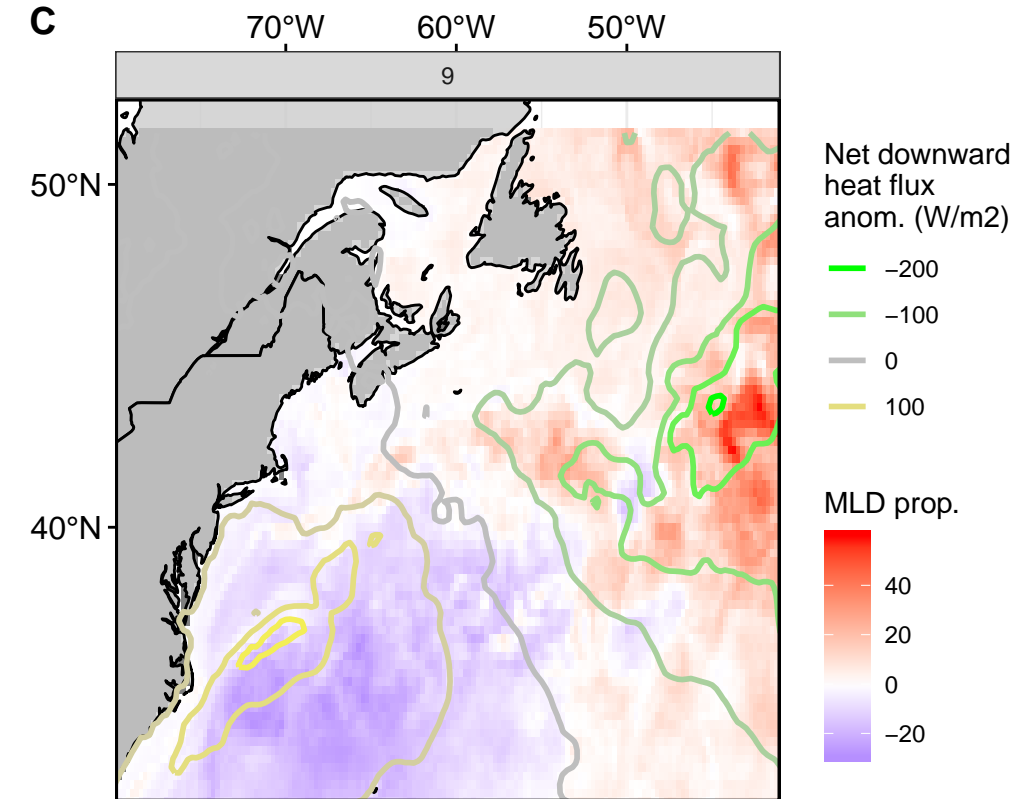 C
70°W 60°W 50°W
9
50°N
40°N
Net downward
heat flux
anom. (W/m2)
−200
−100
0
100
MLD prop.
40
20
0
−20